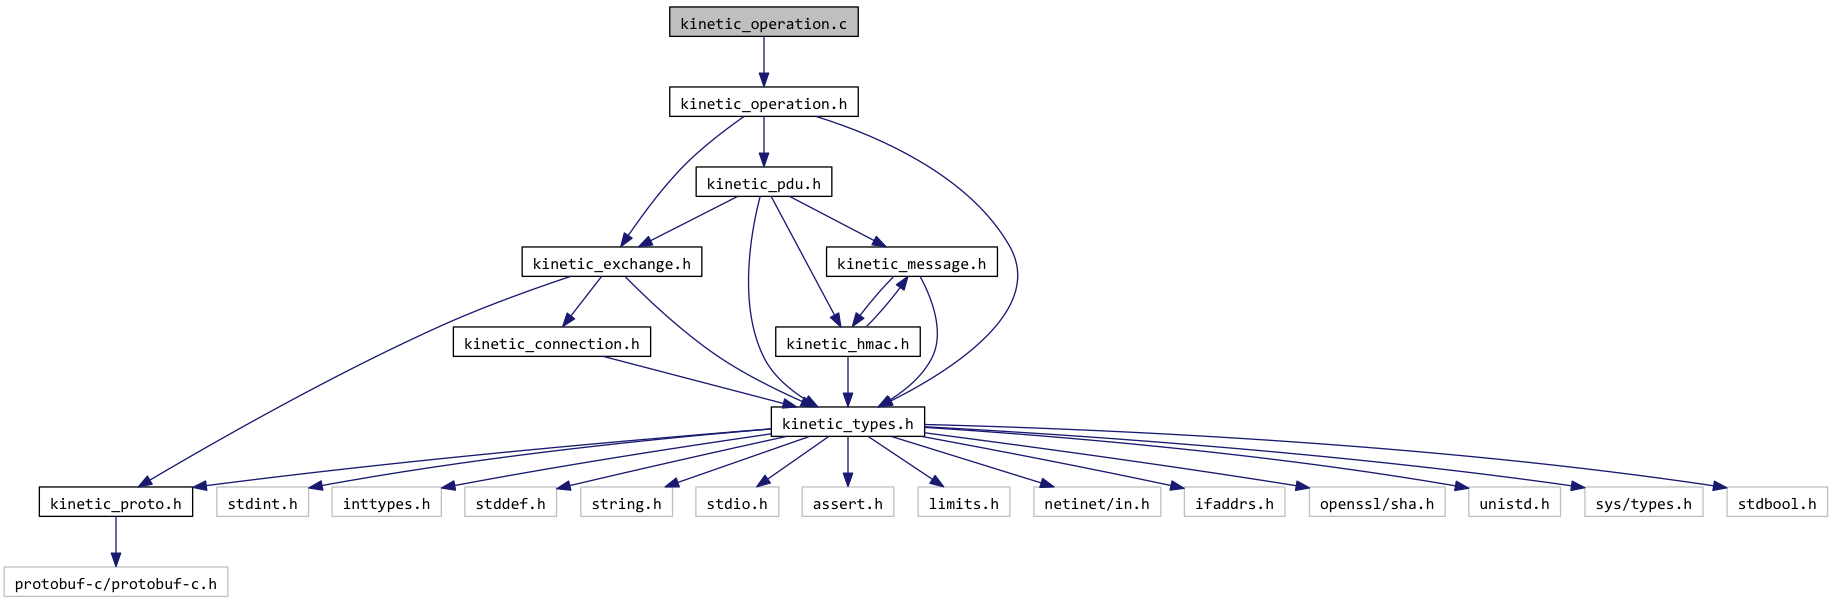 kinetic_operation.c
kinetic_operation.h
kinetic_pdu.h
kinetic_exchange.h
kinetic_message.h
kinetic_connection.h
kinetic_hmac.h
kinetic_types.h
kinetic_proto.h
stdint.h
inttypes.h
stddef.h
string.h
stdio.h
assert.h
limits.h
netinet/in.h
ifaddrs.h
openssl/sha.h
unistd.h
sys/types.h
stdbool.h
protobuf-c/protobuf-c.h